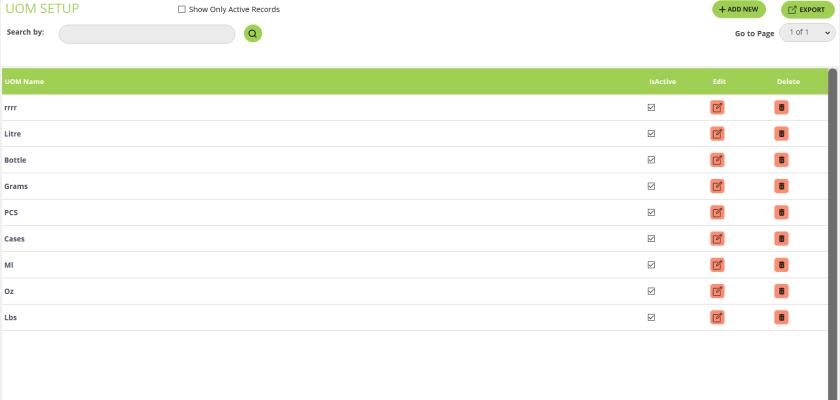 UOM SETUP
Show Only Active Records
ADD NEW
EXPORT
Search by:
Go to Page
1 of 1
UOM Name IsActive Edit Delete
rrrr
Litre
Bottle
Grams
PCS
Cases
Ml
Oz
Lbs